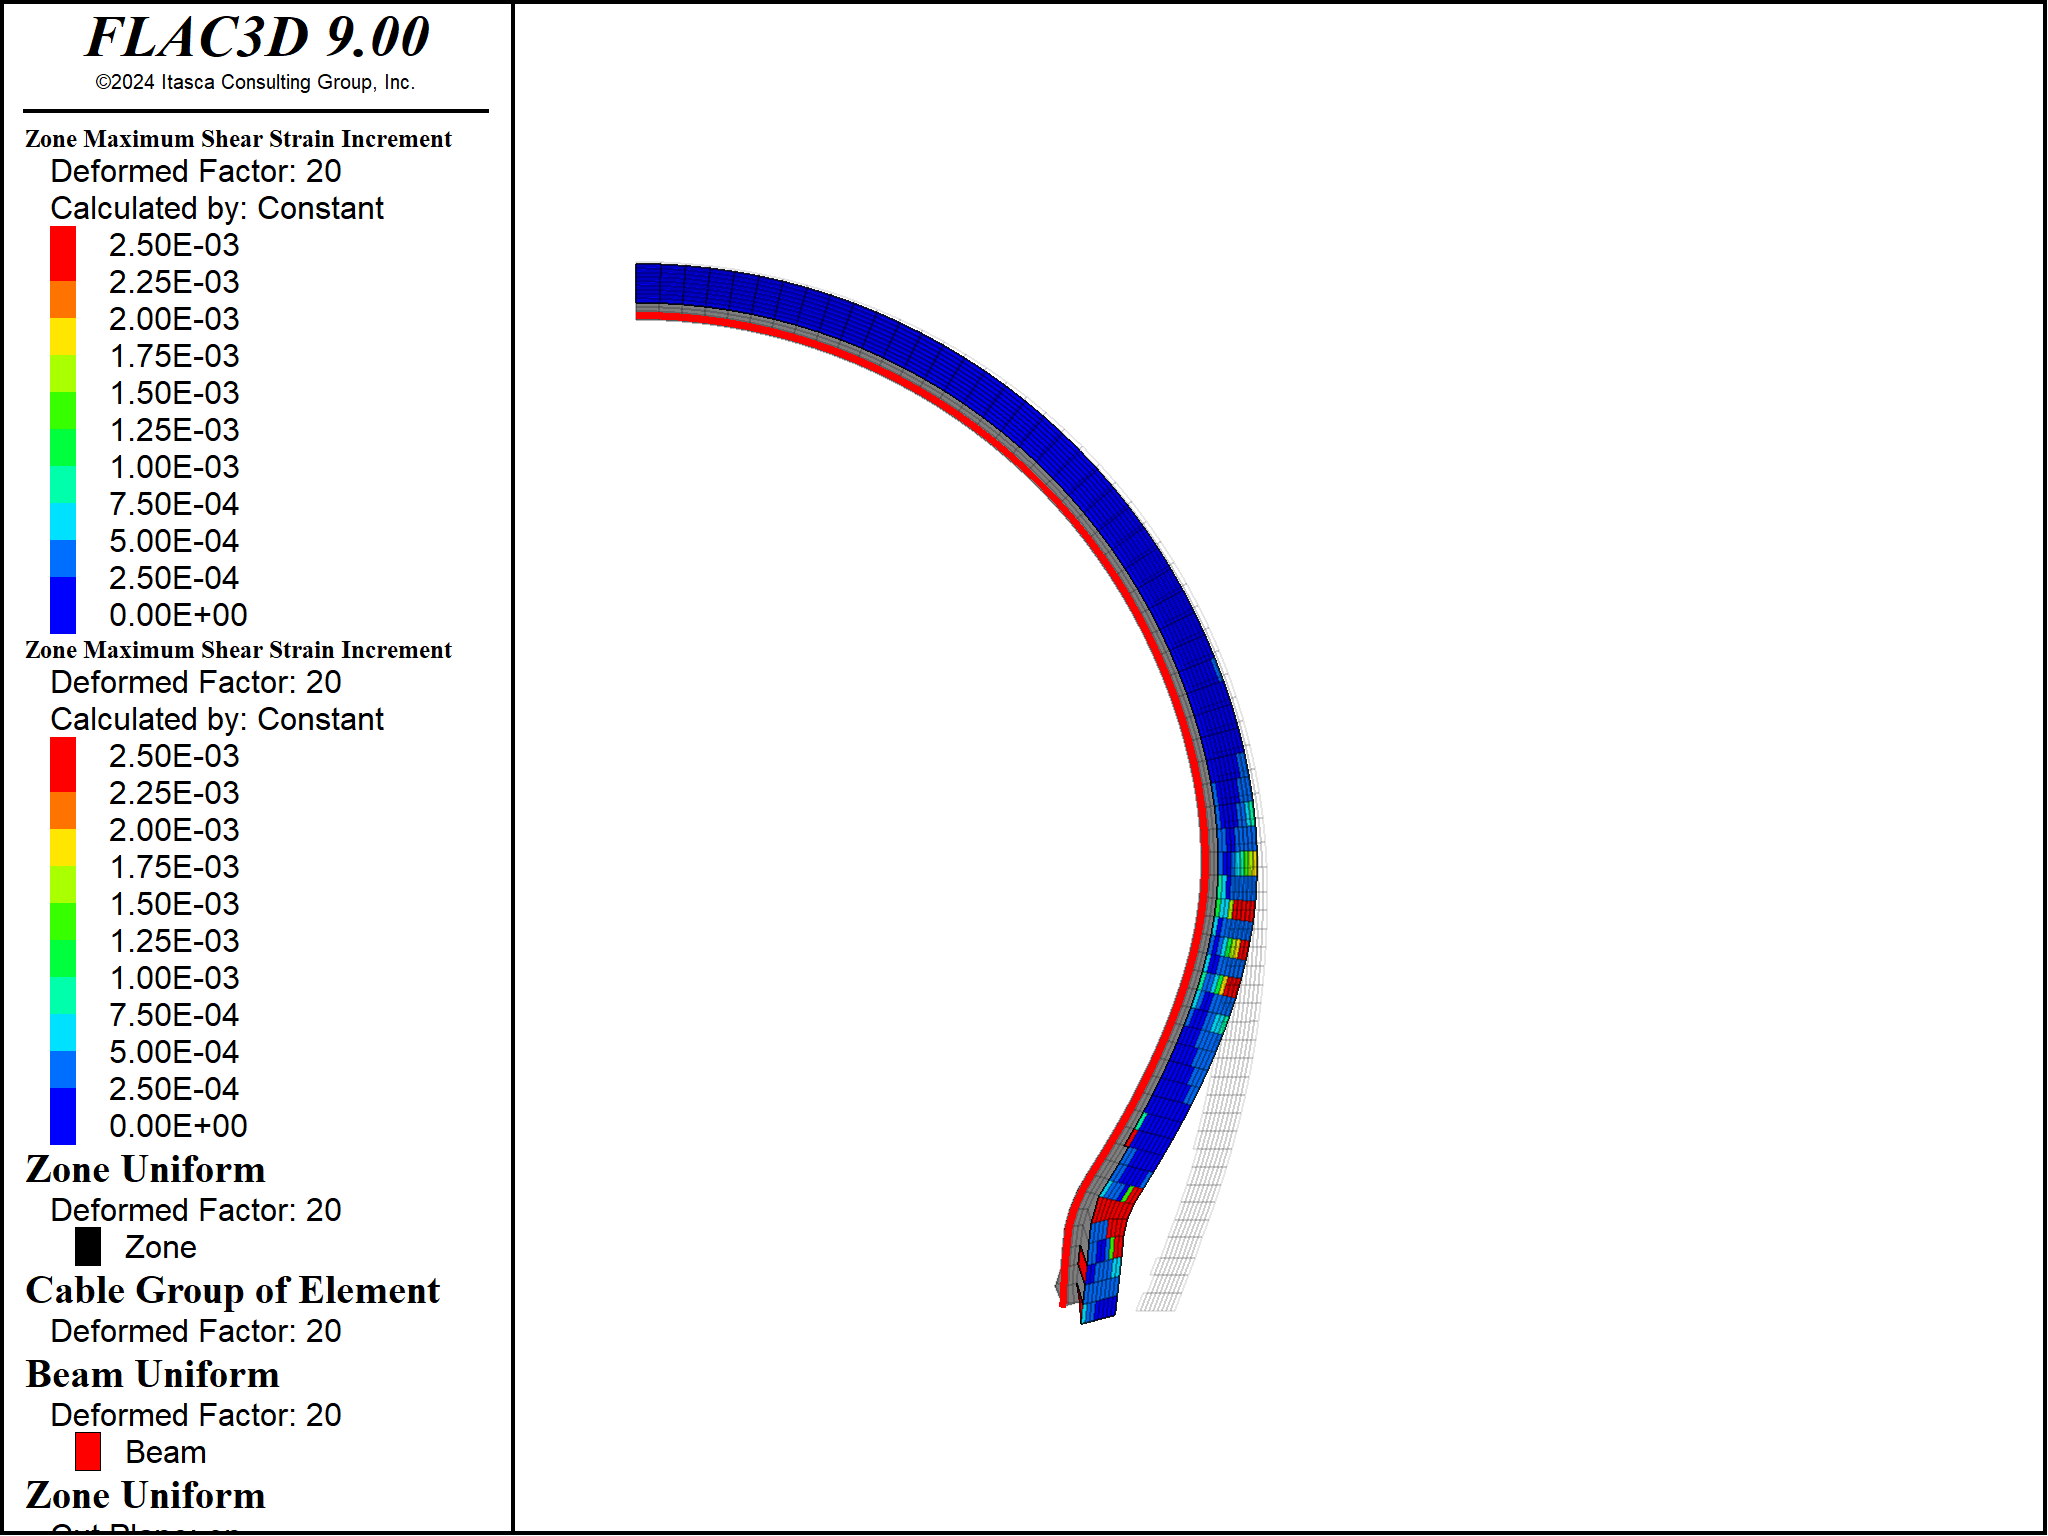 FLAC3D 9.00
©2024 Itasca Consulting Group, Inc.
Zone Maximum Shear Strain Increment
Deformed Factor: 20
Calculated by: Constant
2.50E-03
2.25E-03
2.00E-03
1.75E-03
1.50E-03
1.25E-03
1.00E-03
7.50E-04
5.00E-04
2.50E-04
0.00E+00
Zone Maximum Shear Strain Increment
Deformed Factor: 20
Calculated by: Constant
2.50E-03
2.25E-03
2.00E-03
1.75E-03
1.50E-03
1.25E-03
1.00E-03
7.50E-04
5.00E-04
2.50E-04
0.00E+00
Zone Uniform
Deformed Factor: 20
Zone
Cable Group of Element
Deformed Factor: 20
Beam Uniform
Deformed Factor: 20
Beam
Zone Uniform